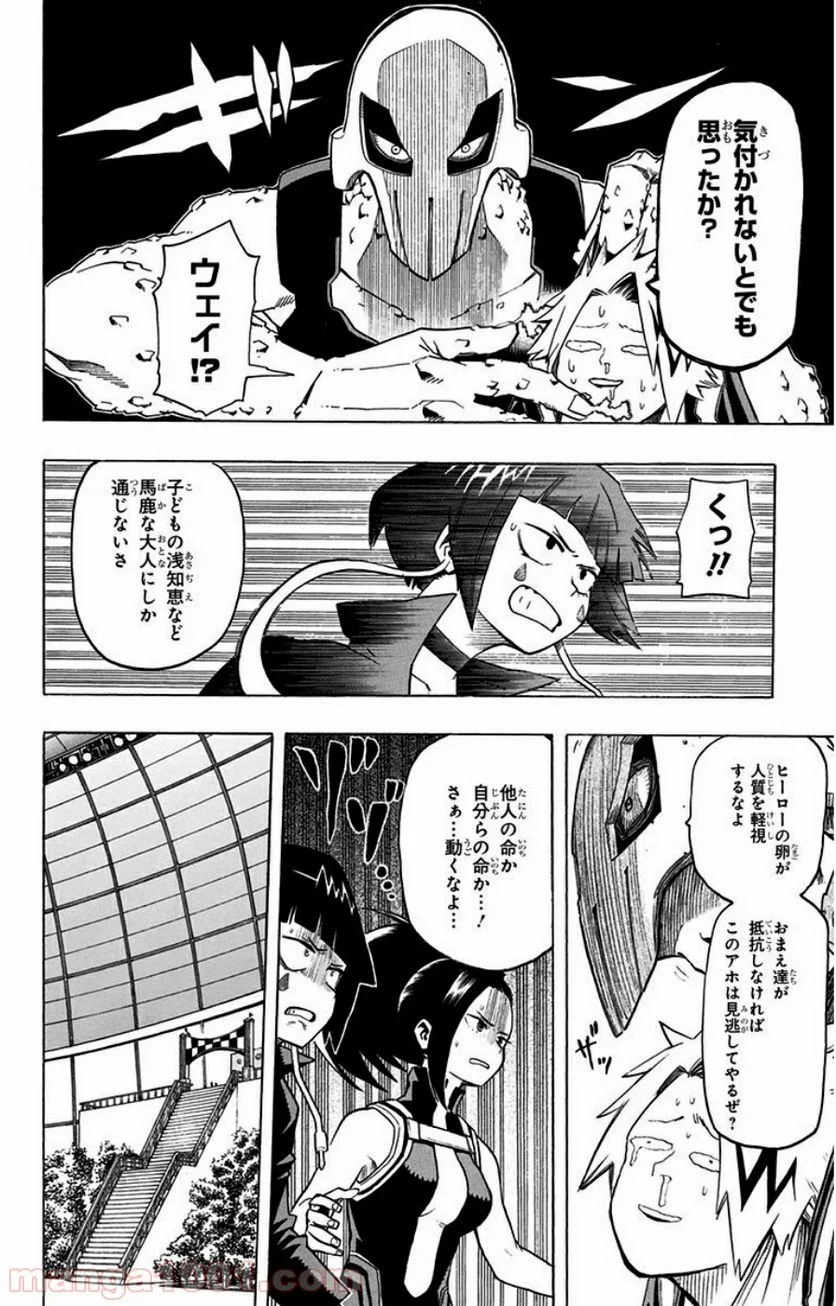 気付かれないとでも
思ったか？
ウェイ!?
くっ!!
子どもの浅知恵など
馬鹿な大人にしか
通じないさ
ヒーローの卵が
人質を軽視
するなよ
おまえ達が
抵抗しなければ
このアホは見逃してやるぜ？
ザッ
他人の命か
自分らの命か…！
さぁ…動くなよ…